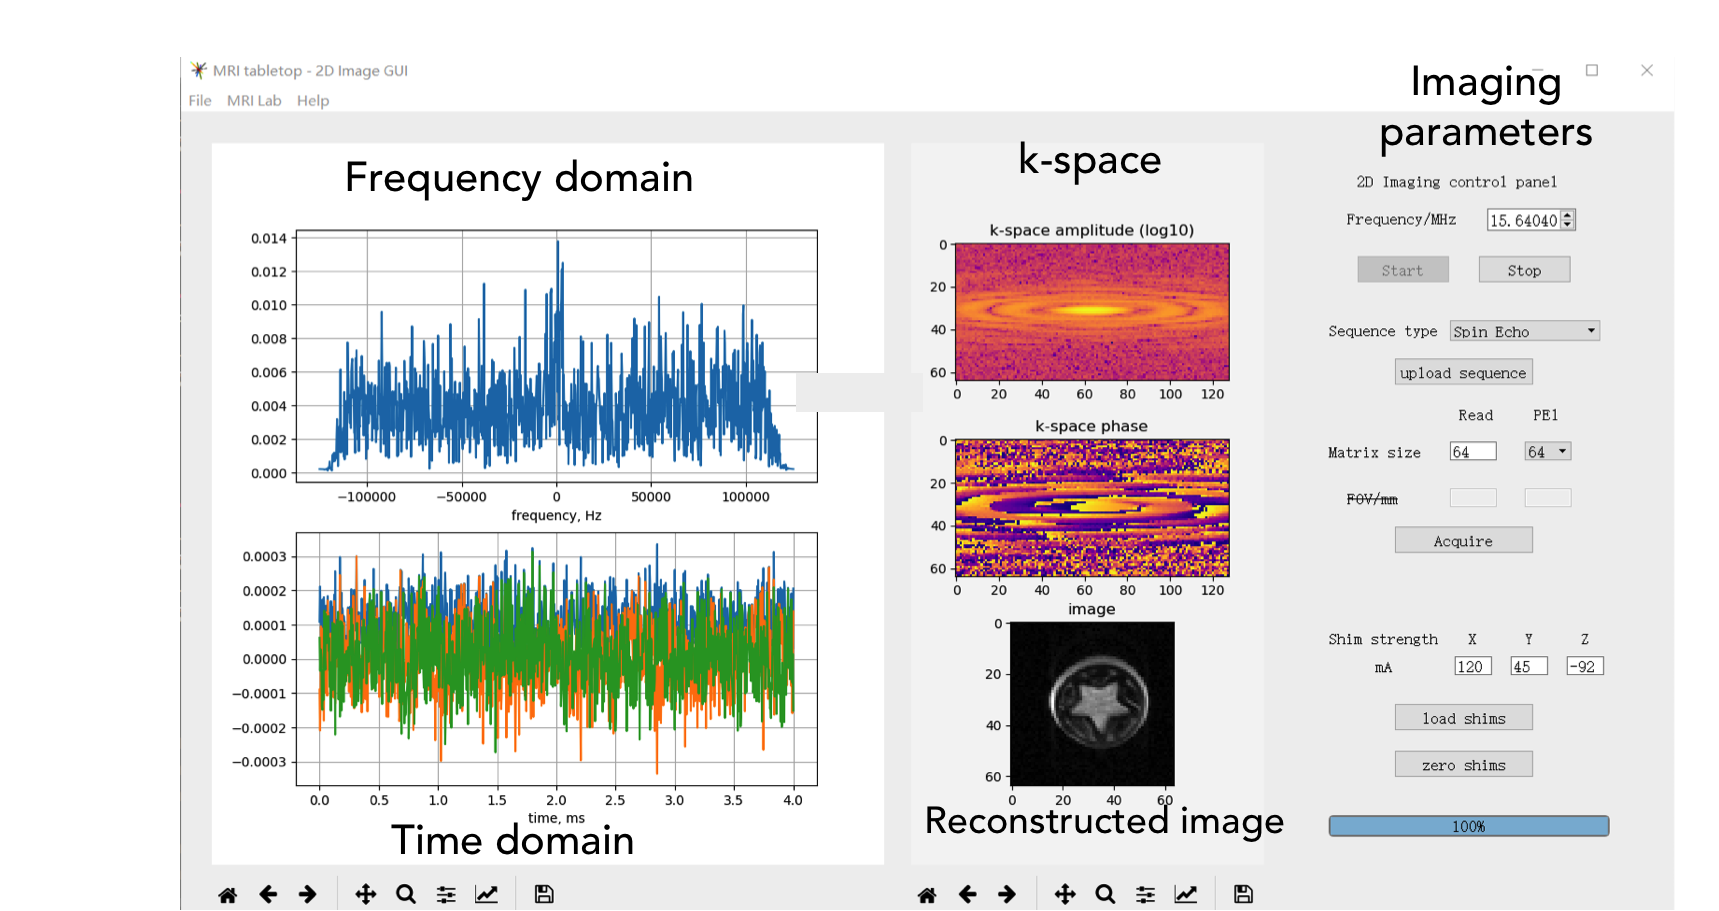 MRI tabletop - 2D Image GUI
File MRI Lab Help
Frequency domain
0.014
0.012
0.010
0.008
0.006
0.004
0.002
0.000
−100000 −50000 0 50000 100000
frequency, Hz
0.0003
0.0002
0.0001
0.0000
−0.0001
−0.0002
−0.0003
0.0 0.5 1.0 1.5 2.0 2.5 3.0 3.5 4.0
time, ms
Time domain
k-space
k-space amplitude (log10)
0
20
40
60
0 20 40 60 80 100 120
k-space phase
0
20
40
60
0 20 40 60 80 100 120
image
0
20
40
60
0 20 40 60
Reconstructed image
Imaging
parameters
2D Imaging control panel
Frequency/MHz 15.64040
Start Stop
Sequence type Spin Echo
upload sequence
Read PE1
Matrix size 64 64
FOV/mm
Acquire
Shim strength X Y Z
mA 120 45 -92
load shims
zero shims
100%